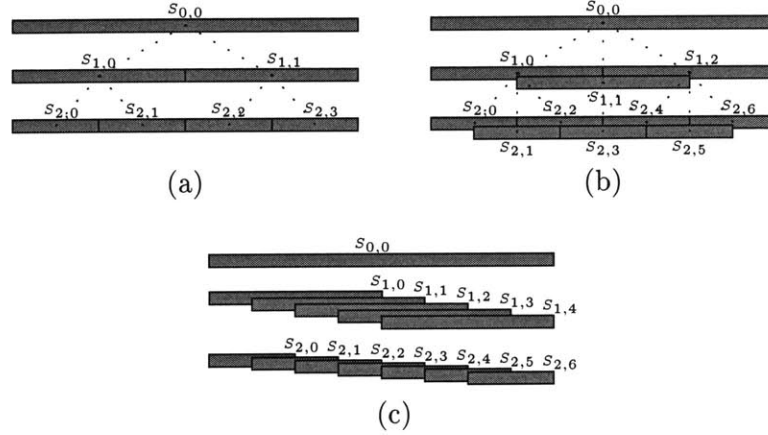 S0,0 S0,0
S1,0 S1,1 S1,0 S1,2
S1,1
S2,0 S2,1 S2,2 S2,3 S2,0 S2,2 S2,4 S2,6
S2,1 S2,3 S2,5
(a) (b)
S0,0
S1,0 S1,1 S1,2 S1,3 S1,4
S2,0 S2,1 S2,2 S2,3 S2,4 S2,5 S2,6
(c)